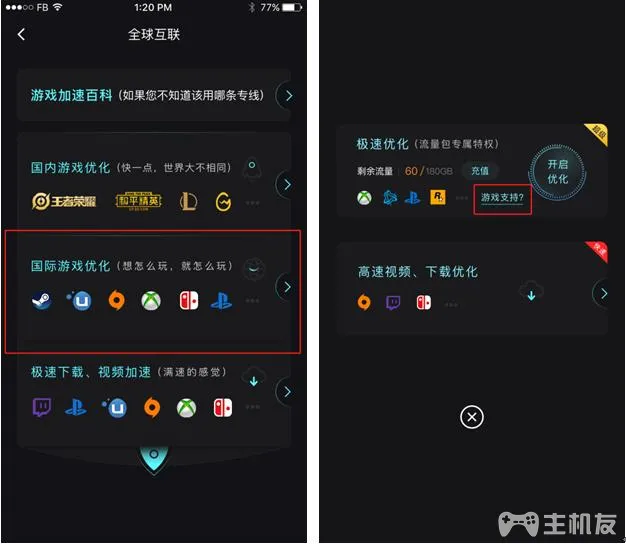 FB
1:20 PM
77%
全球互联
游戏加速百科 (如果您不知道该用哪条专线)
国内游戏优化 (快一点，世界大不相同)
王者荣耀
和平精英
国际游戏优化 (想怎么玩，就怎么玩)
极速下载、视频加速 (满速的感觉)
超级
极速优化 (流量包专属特权)
剩余流量 60/180GB 充值
开启
优化
游戏支持?
快速
高速视频、下载优化
主机友